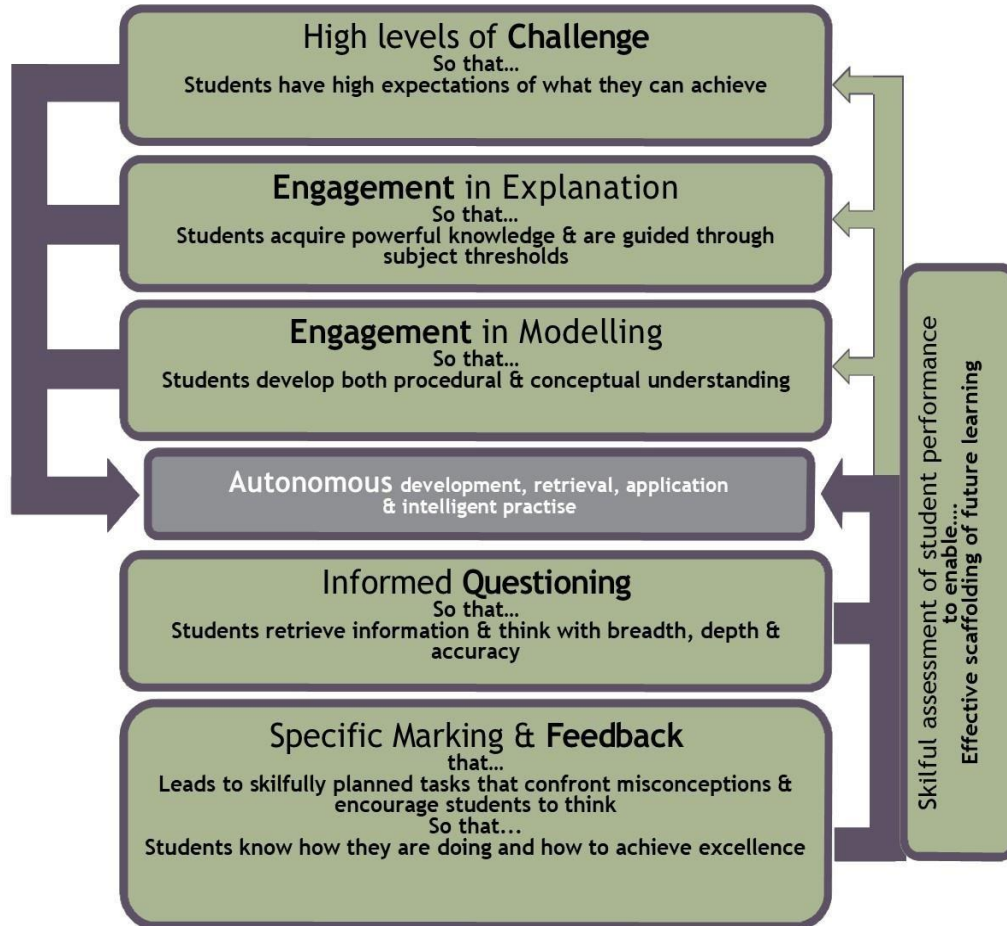 High levels of Challenge
So that…
Students have high expectations of what they can achieve
Engagement in Explanation
So that…
Students acquire powerful knowledge & are guided through
subject thresholds
Engagement in Modelling
So that…
Students develop both procedural & conceptual understanding
Autonomous development, retrieval, application
& intelligent practise
Informed Questioning
So that…
Students retrieve information & think with breadth, depth &
accuracy
Specific Marking & Feedback
that…
Leads to skilfully planned tasks that confront misconceptions &
encourage students to think
So that...
Students know how they are doing and how to achieve excellence
Skilful assessment of student performance
to enable….
Effective scaffolding of future learning